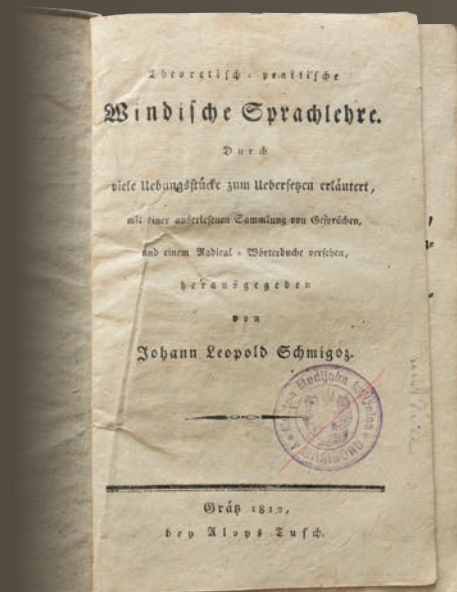 Theoretisch-praktische
Windische Sprachlehre.
Durch
viele Uebungsstücke zum Uebersetzen erläutert,
mit einer auserlesenen Sammlung von Gesprächen,
und einem Radical-Wörterbuche versehen,
herausgegeben
von
Johann Leopold Schmigoz.
MARIBORU
Grätz 1812,
bey Aloys Tusch.